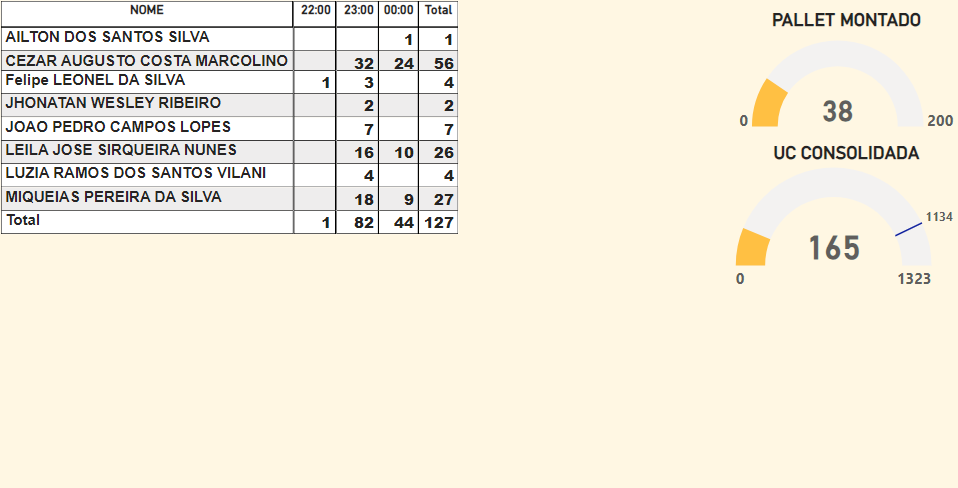 NOME 22:00 23:00 00:00 Total
AILTON DOS SANTOS SILVA 1 1
CEZAR AUGUSTO COSTA MARCOLINO 32 24 56
Felipe LEONEL DA SILVA 1 3 4
JHONATAN WESLEY RIBEIRO 2 2
JOAO PEDRO CAMPOS LOPES 7 7
LEILA JOSE SIRQUEIRA NUNES 16 10 26
LUZIA RAMOS DOS SANTOS VILANI 4 4
MIQUEIAS PEREIRA DA SILVA 18 9 27
Total 1 82 44 127
PALLET MONTADO
38
0 200
UC CONSOLIDADA
1134
165
0 1323